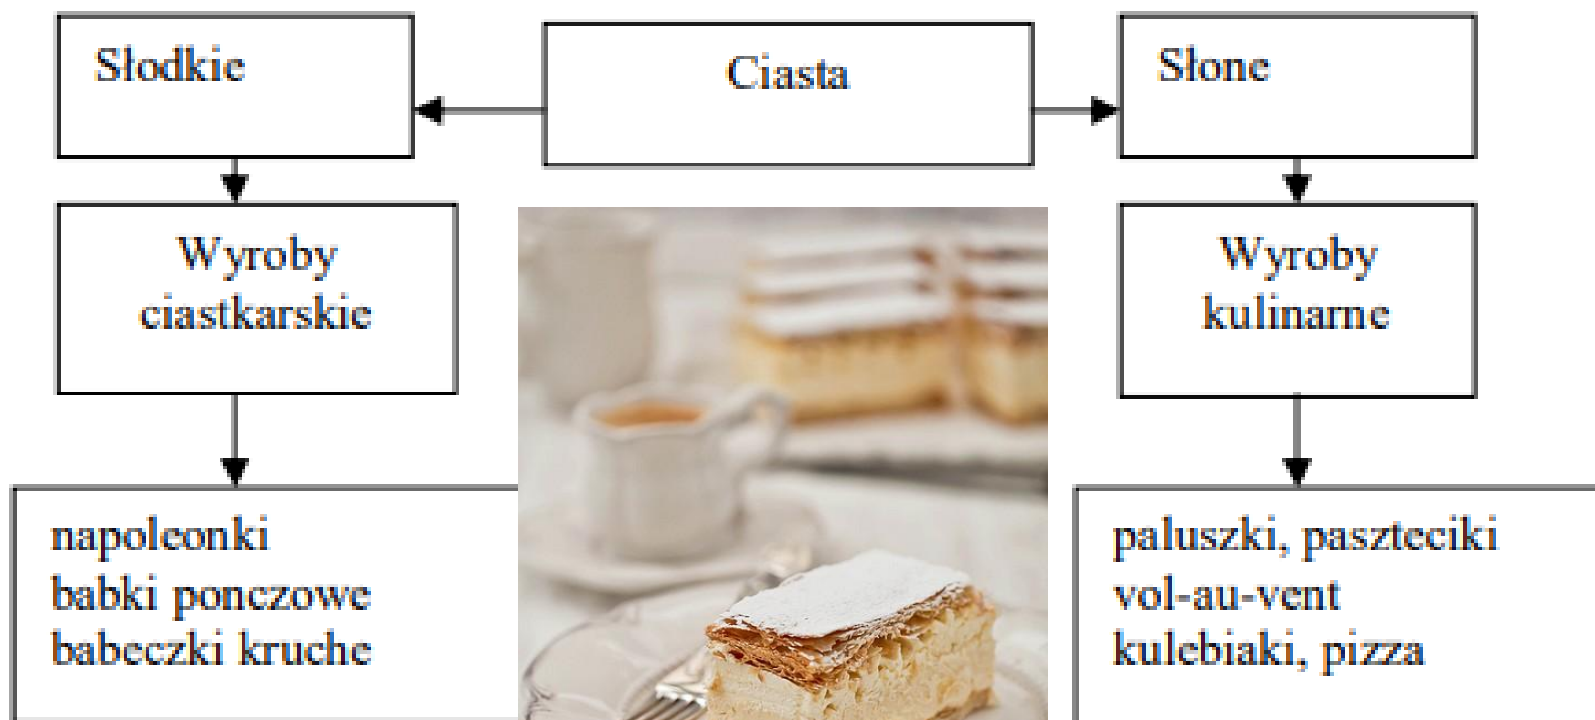 Słodkie
Ciasta
Słone
Wyroby
ciastkarskie
Wyroby
kulinarne
napoleonki
babki ponczowe
babeczki kruche
paluszki, paszteciki
vol-au-vent
kulebiaki, pizza